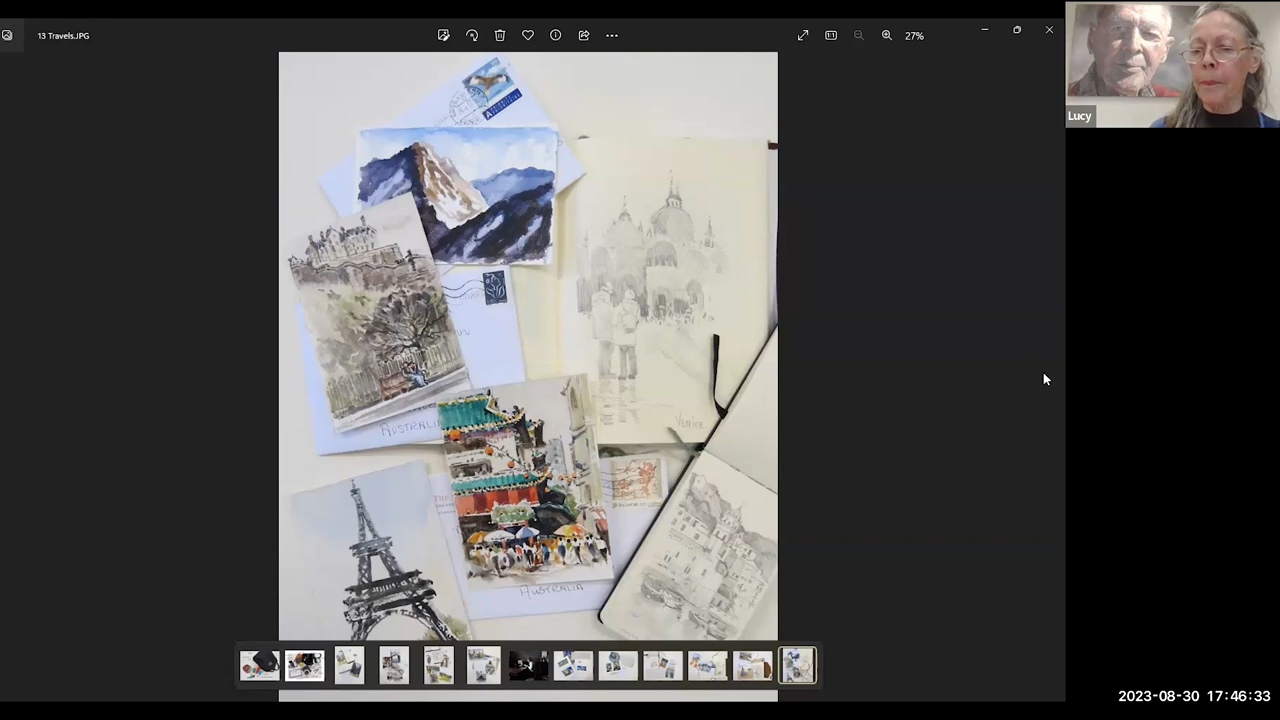 13 Travels.JPG
27%
Lucy
AUSTRALIA
Venice
AUSTRALIA
2023-08-30 17:46:33